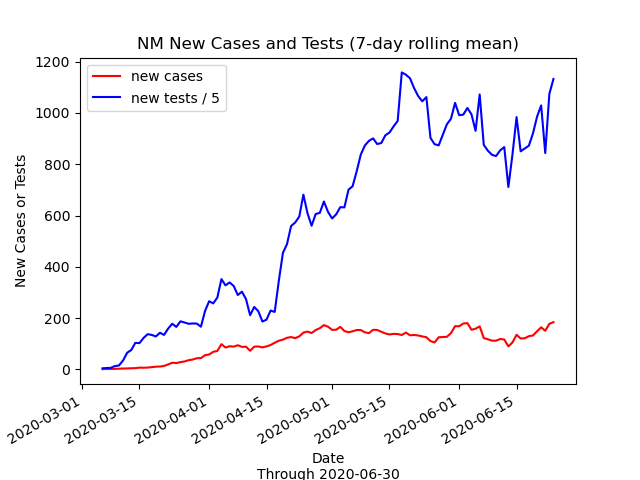 NM New Cases and Tests (7-day rolling mean)
new cases
new tests / 5
1200
1000
800
600
400
200
0
New Cases or Tests
2020-03-01
2020-03-15
2020-04-01
2020-04-15
2020-05-01
2020-05-15
2020-06-01
2020-06-15
Date
Through 2020-06-30